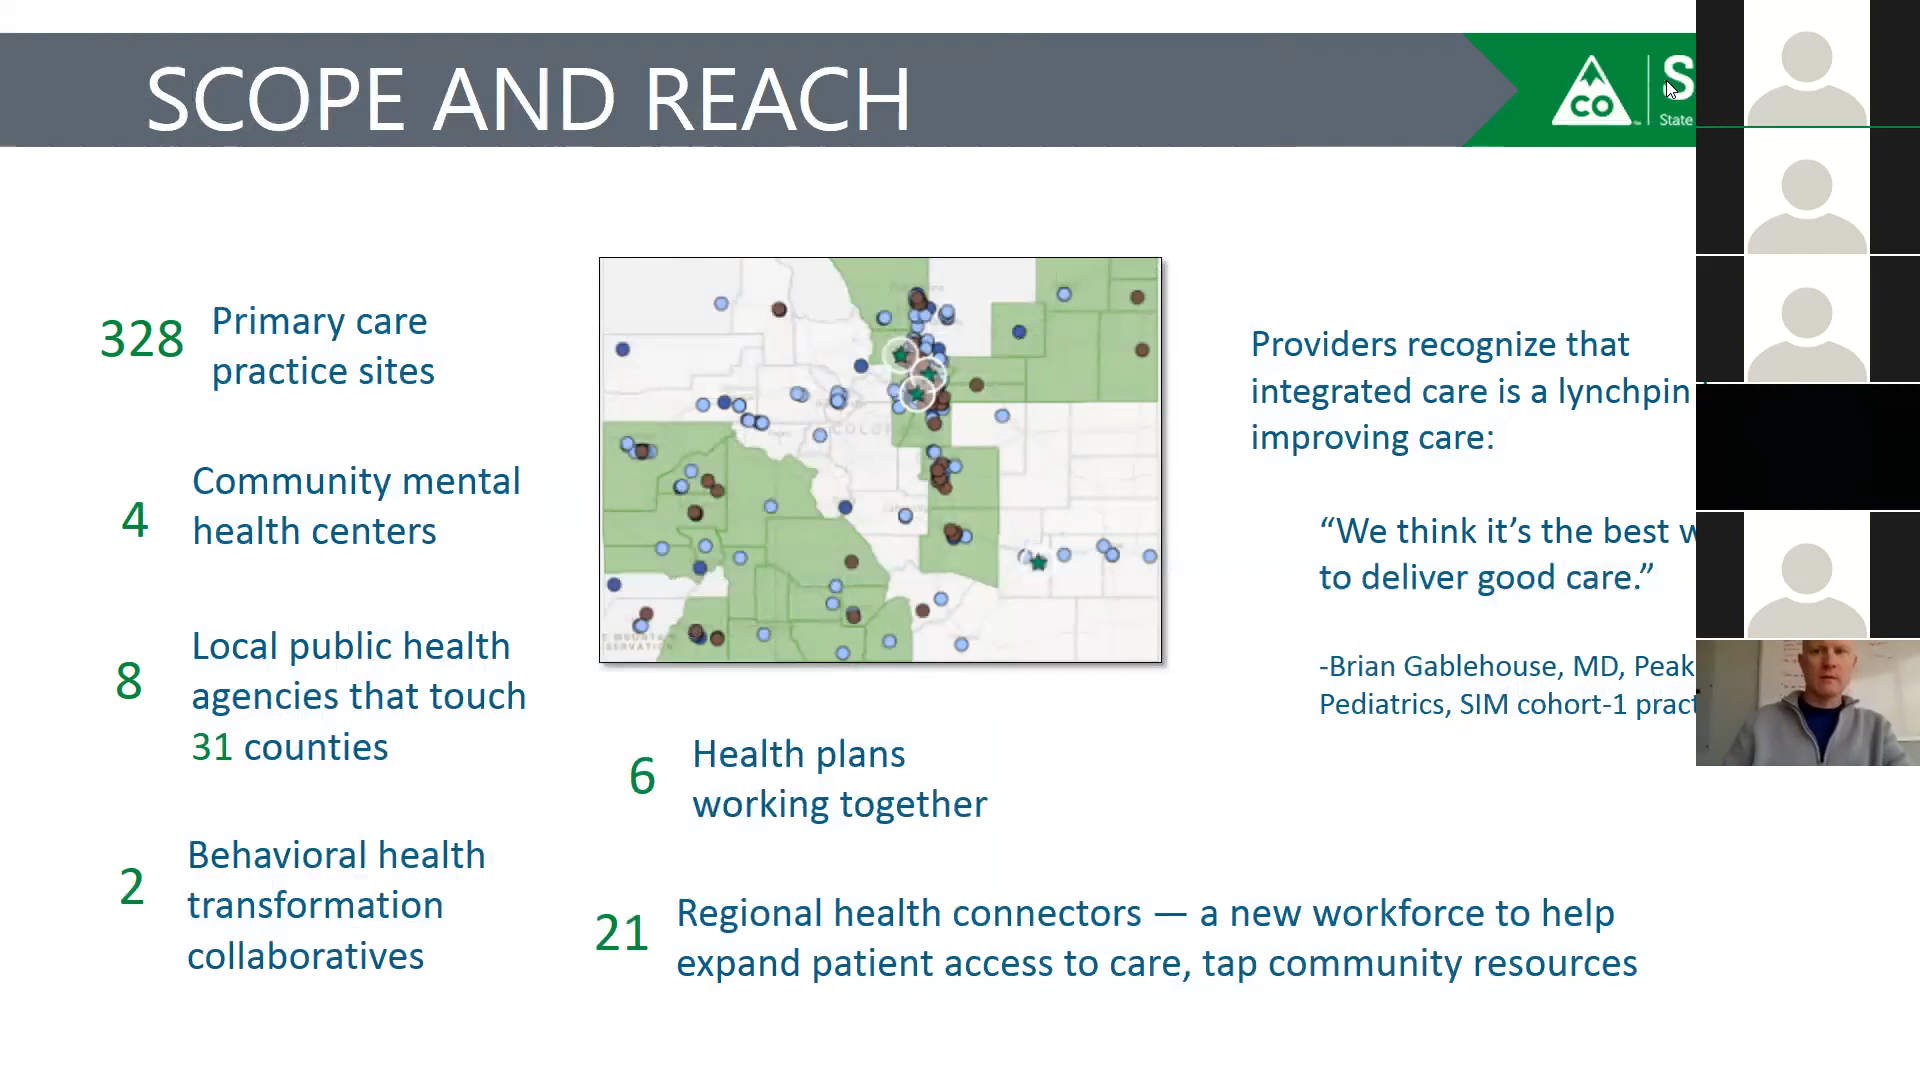 SCOPE AND REACH
CO
S
State
328
Primary care
practice sites
4
Community mental
health centers
8
Local public health
agencies that touch
31 counties
2
Behavioral health
transformation
collaboratives
6
Health plans
working together
21
Regional health connectors — a new workforce to help
expand patient access to care, tap community resources
Providers recognize that
integrated care is a lynchpin
improving care:
“We think it’s the best w
to deliver good care.”
-Brian Gablehouse, MD, Peak
Pediatrics, SIM cohort-1 pract